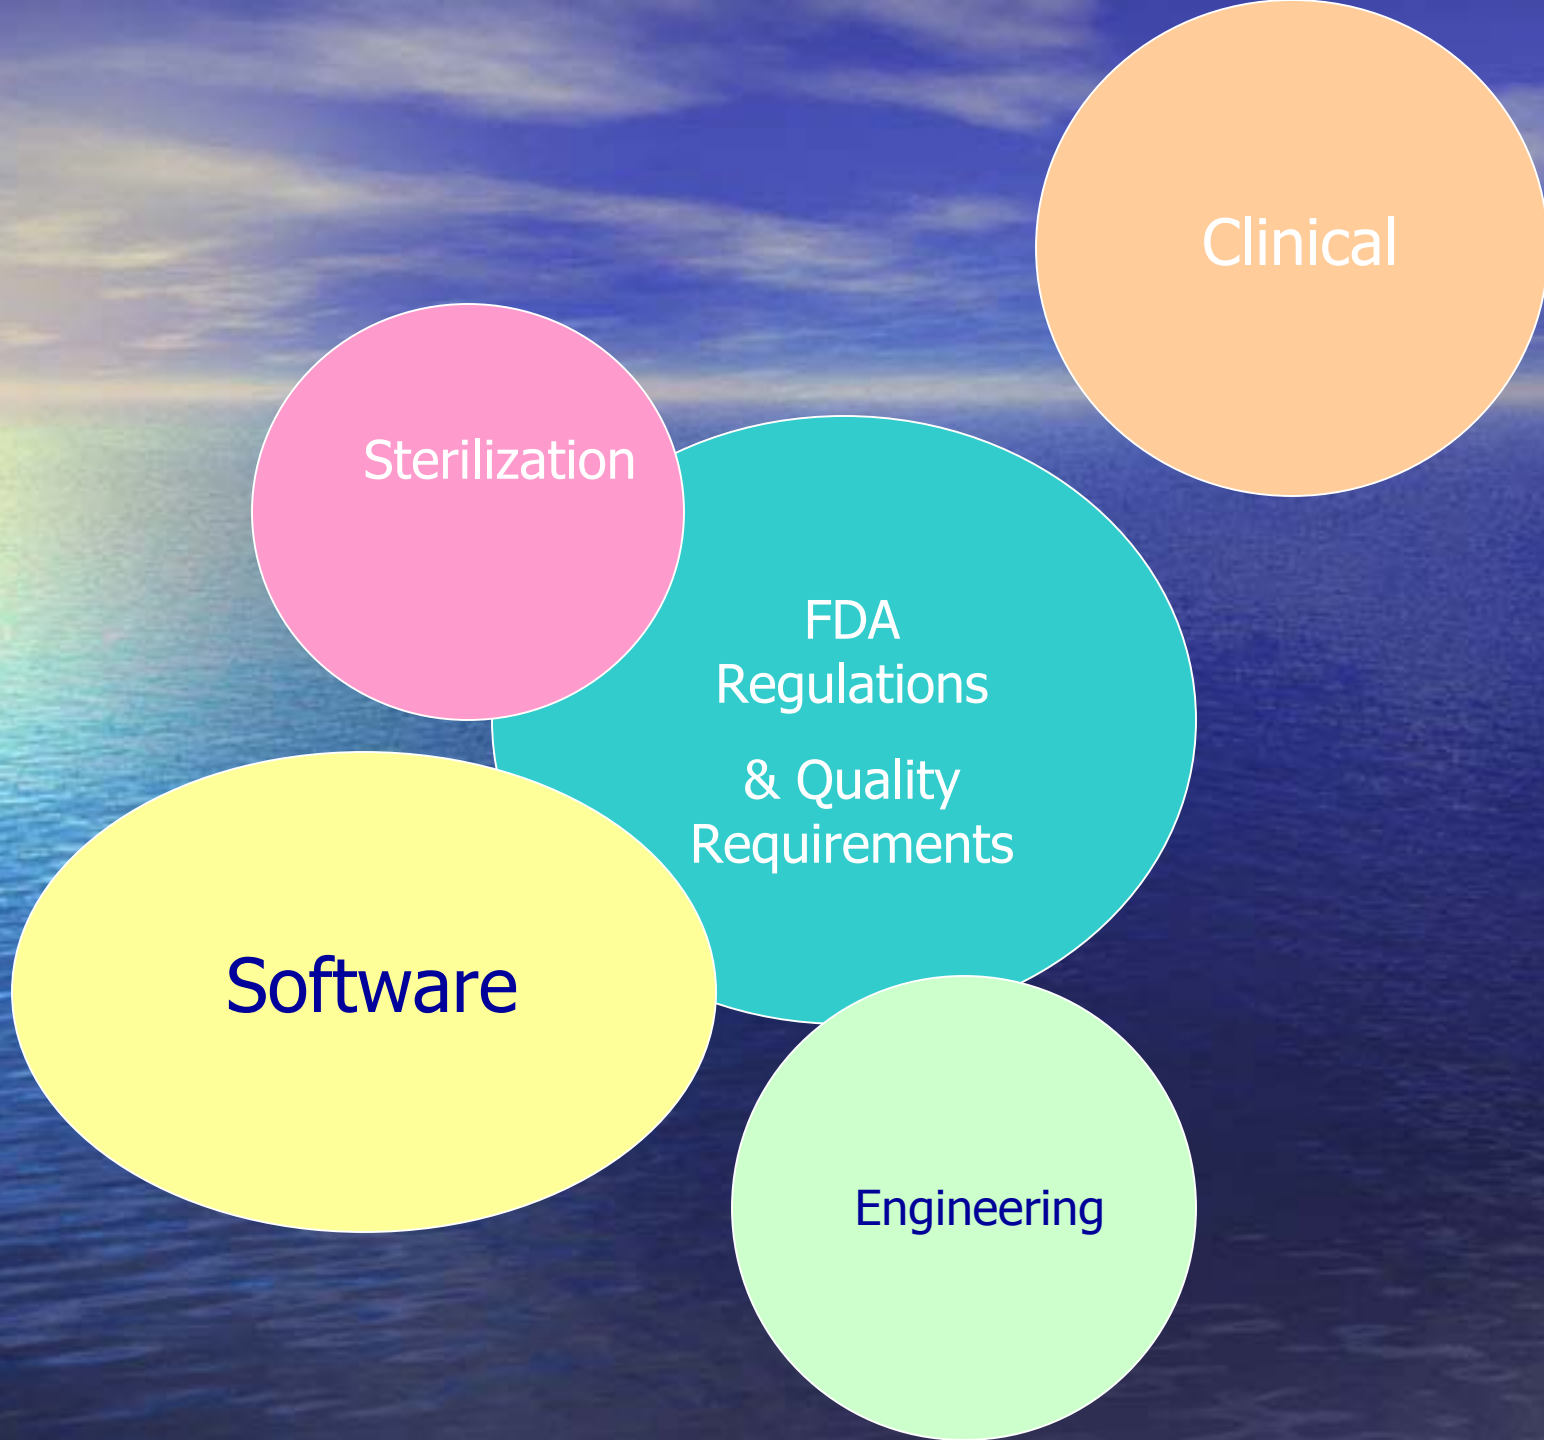 Clinical
Sterilization
FDA
Regulations
& Quality
Requirements
Software
Engineering